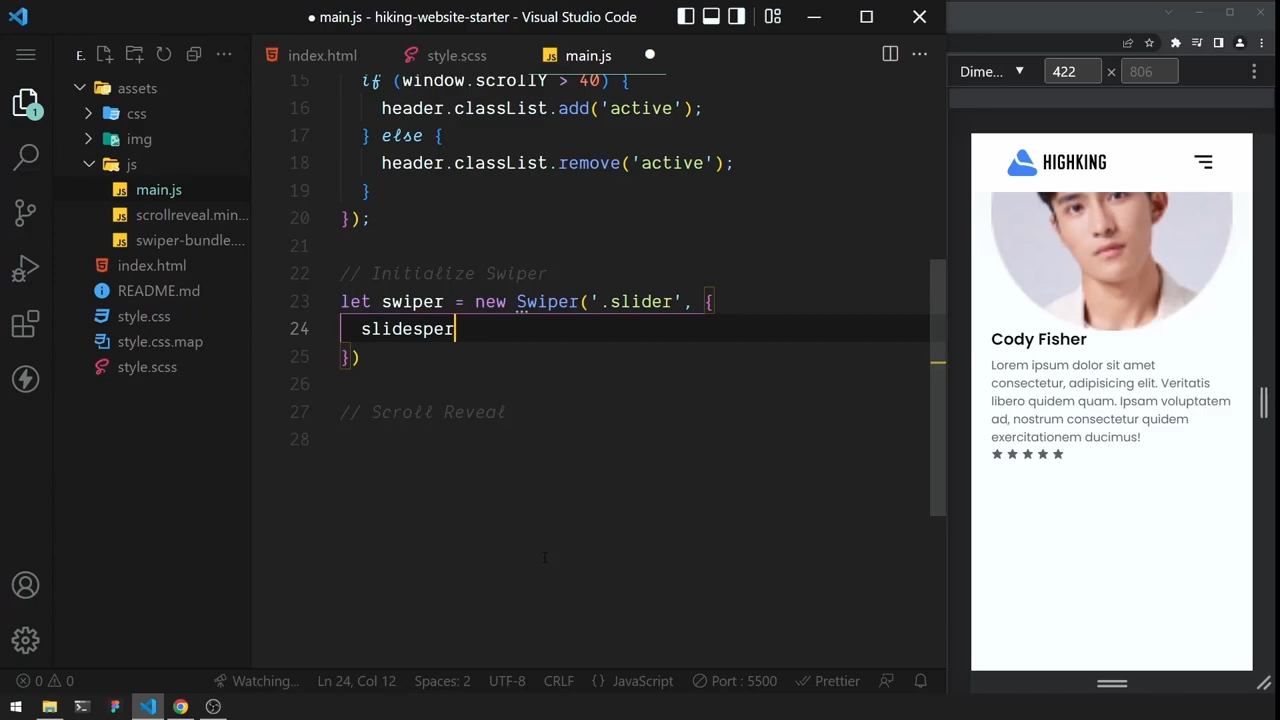 ● main.js - hiking-website-starter - Visual Studio Code
E.
index.html
style.scss
main.js
assets
css
img
js
main.js
scrollreveal.min...
swiper-bundle....
index.html
README.md
style.css
style.css.map
style.scss
1
15 if (window.scrollY > 40) {
16 header.classList.add('active');
17 } else {
18 header.classList.remove('active');
19 }
20 });
21
22 // Initialize Swiper
23 let swiper = new Swiper('.slider', {
24 slidesper
25 })
26
27 // Scroll Reveal
28
Dime... ▼ 422 × 806
HIGHKING
Cody Fisher
Lorem ipsum dolor sit amet
consectetur, adipisicing elit. Veritatis
libero quidem quam. Ipsam voluptatem
ad, nostrum consectetur quidem
exercitationem ducimus!
0 0 Watching... Ln 24, Col 12 Spaces: 2 UTF-8 CRLF {} JavaScript Port : 5500 Prettier